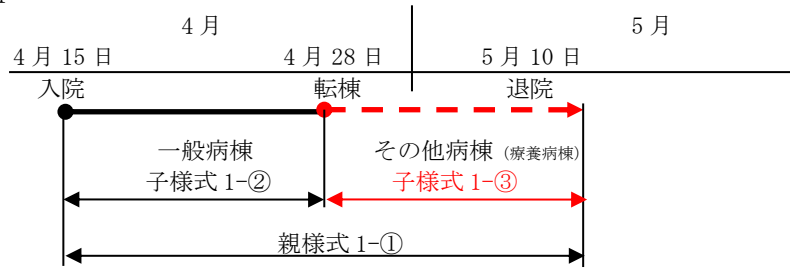 4月 5月
4月15日 4月28日 5月10日
入院 転棟 退院
一般病棟 その他病棟 (療養病棟)
子様式1-② 子様式1-③
親様式1-①